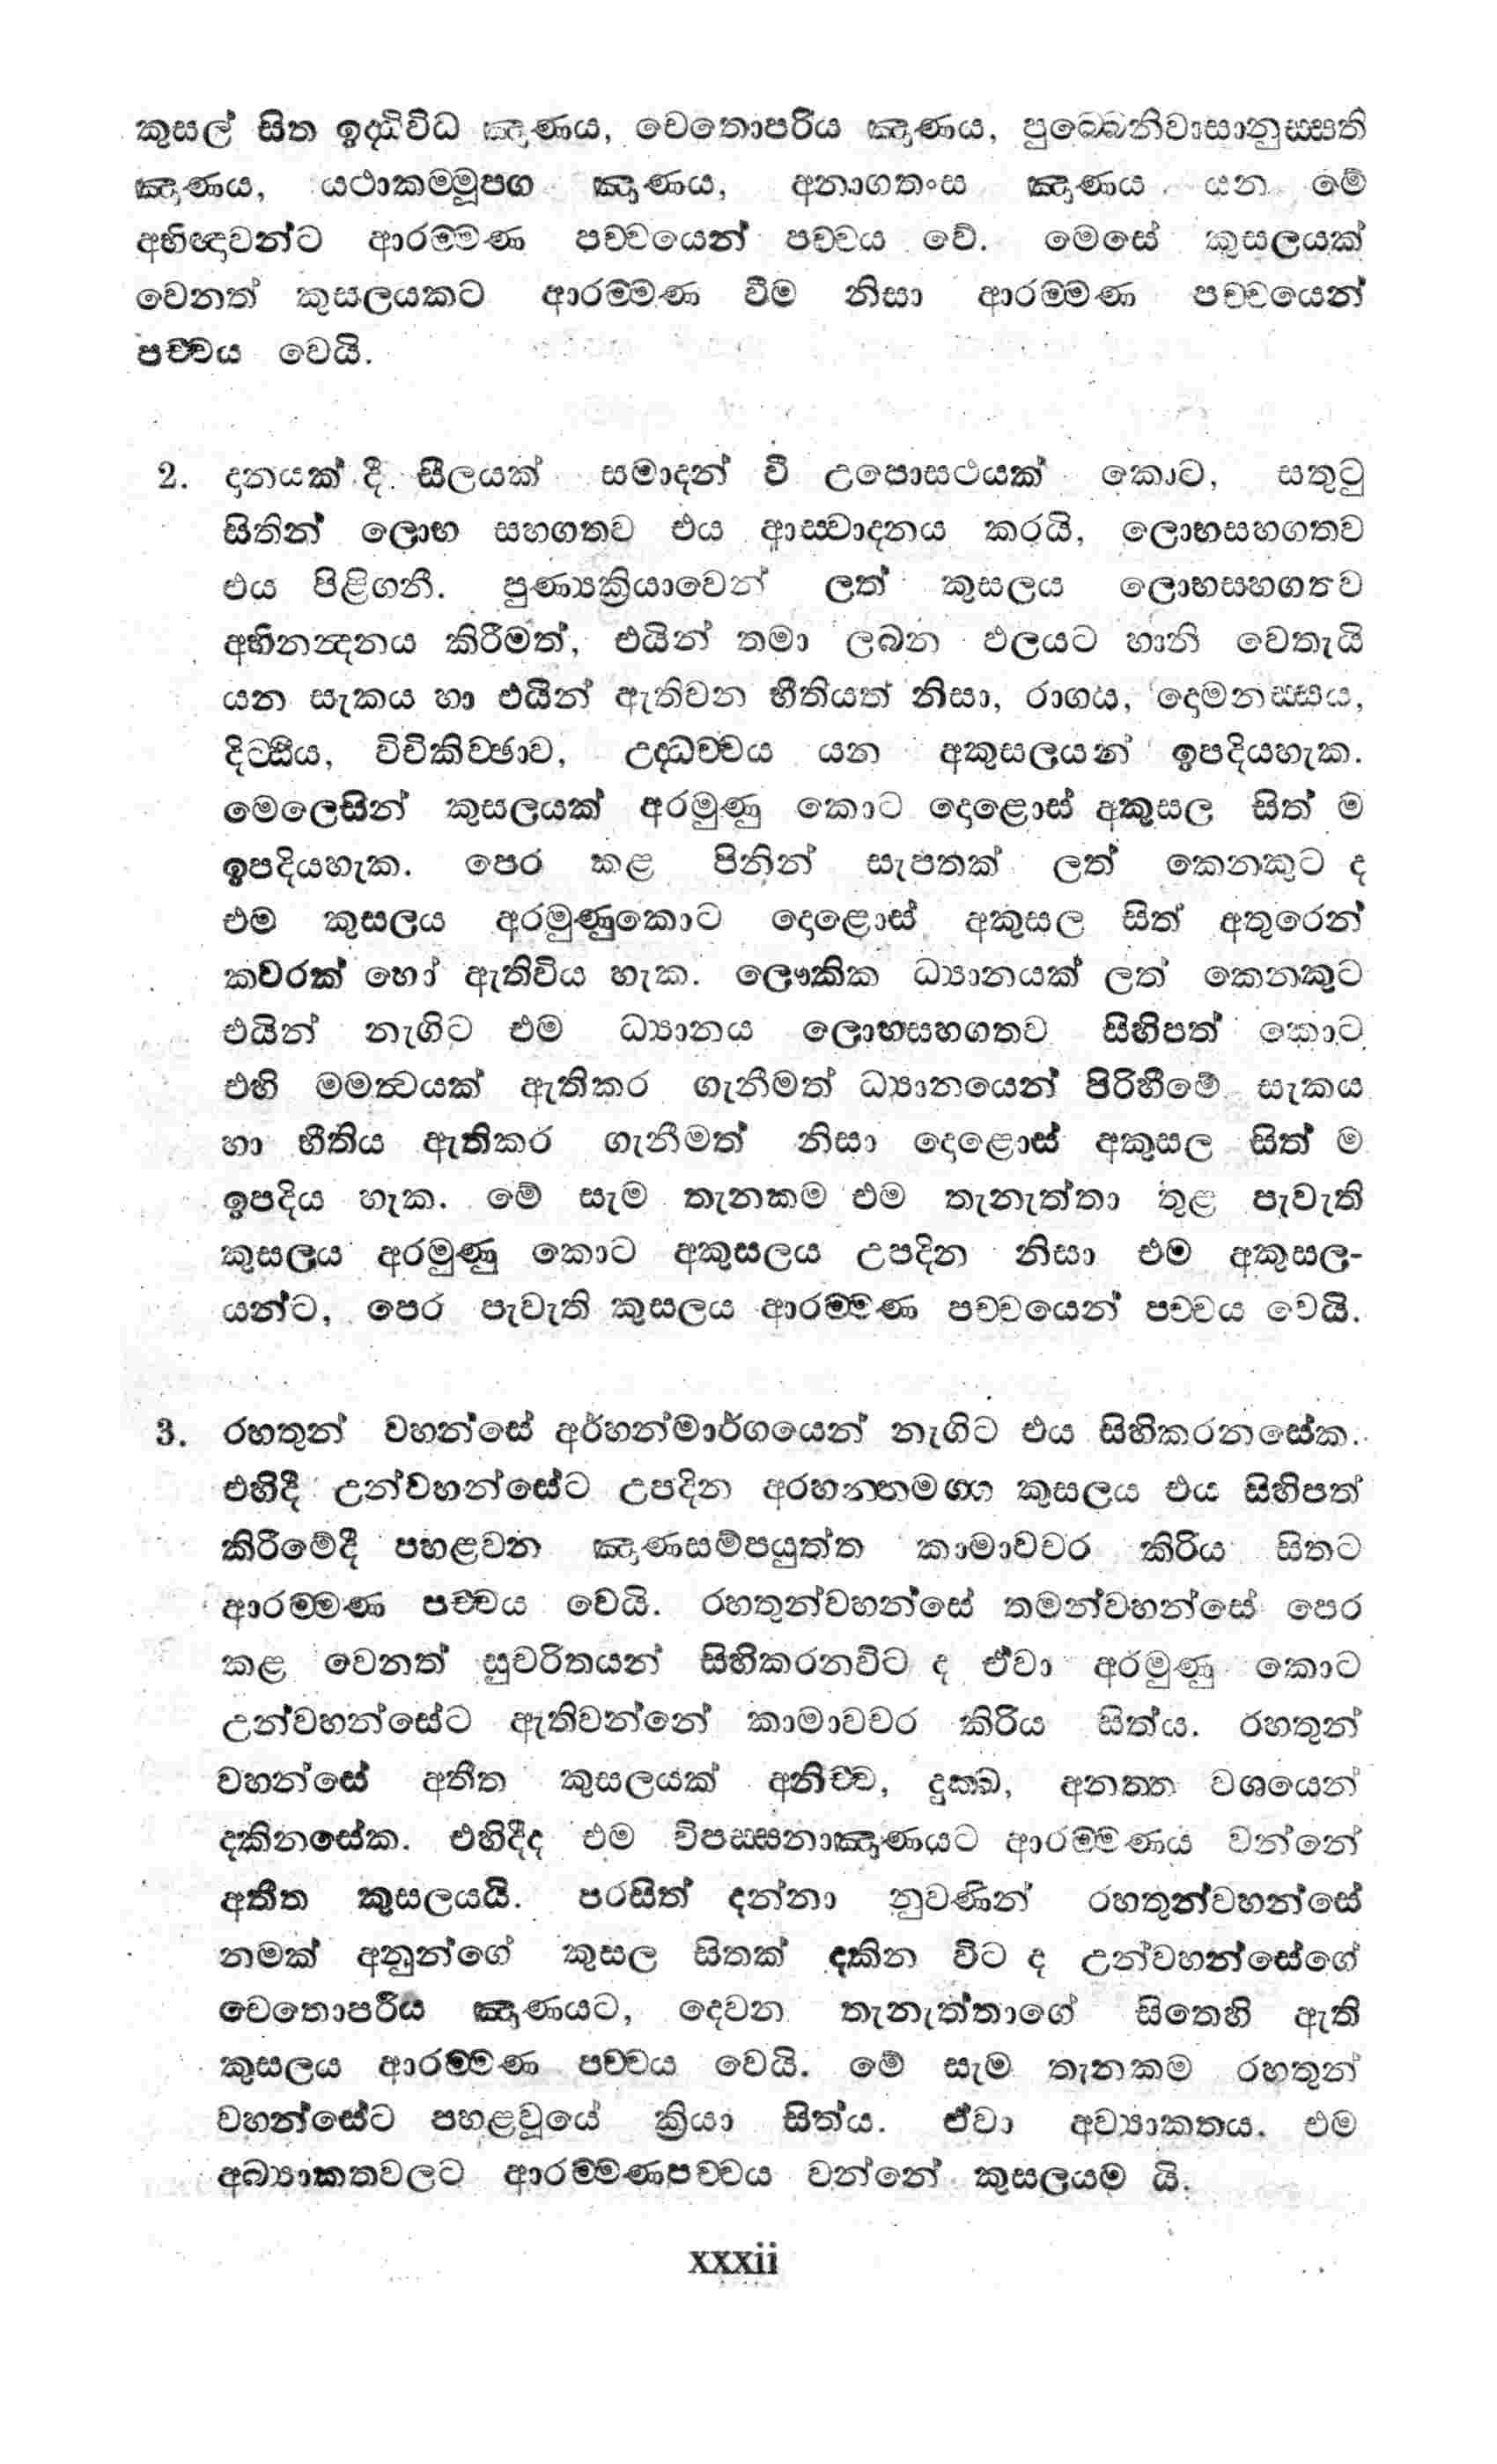 කුසල් සිත ඉද්ධිවිධ ඤාණය, චෙතොපරිය ඤාණය, පුබ්බෙනිවාසානුස්සති
ඤාණය, යථාකම්මූපග ඤාණය, අනාගතංස ඤාණය යන මේ
අභිඥාවන්ට ආරම්මණ පච්චයෙන් පච්චය වේ. මෙසේ කුසලයක්
වෙනත් කුසලයකට ආරම්මණ වීම නිසා ආරම්මණ පච්චයෙන්
පච්චය වෙයි.
2. දානයක් දී සීලයක් සමාදන් වී උපොසථයක් කොට, සතුටු
සිතින් ලොභ සහගතව එය ආස්වාදනය කරයි, ලොභසහගතව
එය පිළිගනී. පුණ්‍යක්‍රියාවෙන් ලත් කුසලය ලොභසහගතව
අභිනන්‍දනය කිරීමත්, එයින් තමා ලබන ඵලයට හානි වෙතැයි
යන සැකය හා එයින් ඇතිවන භීතියත් නිසා, රාගය, දොමනස්සය,
දිට්ඨිය, විචිකිච්ඡාව, උද්ධච්චය යන අකුසලයන් ඉපදියහැක.
මෙලෙසින් කුසලයක් අරමුණු කොට දොළොස් අකුසල සිත් ම
ඉපදියහැක. පෙර කළ පිනින් සැපතක් ලත් කෙනකුට ද
එම කුසලය අරමුණුකොට දොළොස් අකුසල සිත් අතුරෙන්
කවරක් හෝ ඇතිවිය හැක. ලෞකික ධ්‍යානයක් ලත් කෙනකුට
එයින් නැගිට එම ධ්‍යානය ලොභසහගතව සිහිපත් කොට
එහි මමත්‍වයක් ඇතිකර ගැනීමත් ධ්‍යානයෙන් පිරිහීමේ සැකය
හා භීතිය ඇතිකර ගැනීමත් නිසා දොළොස් අකුසල සිත් ම
ඉපදිය හැක. මේ සැම තැනකම එම තැනැත්තා තුළ පැවැති
කුසලය අරමුණු කොට අකුසලය උපදින නිසා එම අකුසල-
යන්ට, පෙර පැවැති කුසලය ආරම්මණ පච්චයෙන් පච්චය වෙයි.
3. රහතුන් වහන්සේ අර්හත්මාර්ගයෙන් නැගිට එය සිහිකරනසේක.
එහිදී උන්වහන්සේට උපදින අරහන්තමග්ග කුසලය එය සිහිපත්
කිරීමේදී පහළවන ඤාණසම්පයුත්ත කාමාවචර කිරිය සිතට
ආරම්මණ පච්චය වෙයි. රහතුන්වහන්සේ තමන්වහන්සේ පෙර
කළ වෙනත් සුචරිතයන් සිහිකරනවිට ද ඒවා අරමුණු කොට
උන්වහන්සේට ඇතිවන්නේ කාමාවචර කිරිය සිත්ය. රහතුන්
වහන්සේ අතීත කුසලයක් අනිච්ච, දුක්ඛ, අනත්ත වශයෙන්
දකිනසේක. එහිදීද එම විපස්සනාඤාණයට ආරම්මණය වන්නේ
අතීත කුසලයයි. පරසිත් දන්නා නුවණින් රහතුන්වහන්සේ
නමක් අනුන්ගේ කුසල සිතක් දකින විට ද උන්වහන්සේගේ
චෙතොපරිය ඤාණයට, දෙවන තැනැත්තාගේ සිතෙහි ඇති
කුසලය ආරම්මණ පච්චය වෙයි. මේ සැම තැනකම රහතුන්
වහන්සේට පහළවූයේ ක්‍රියා සිත්ය. ඒවා අව්‍යාකතය. එම
අබ්‍යාකතවලට ආරම්මණපච්චය වන්නේ කුසලයම යි.
xxxii